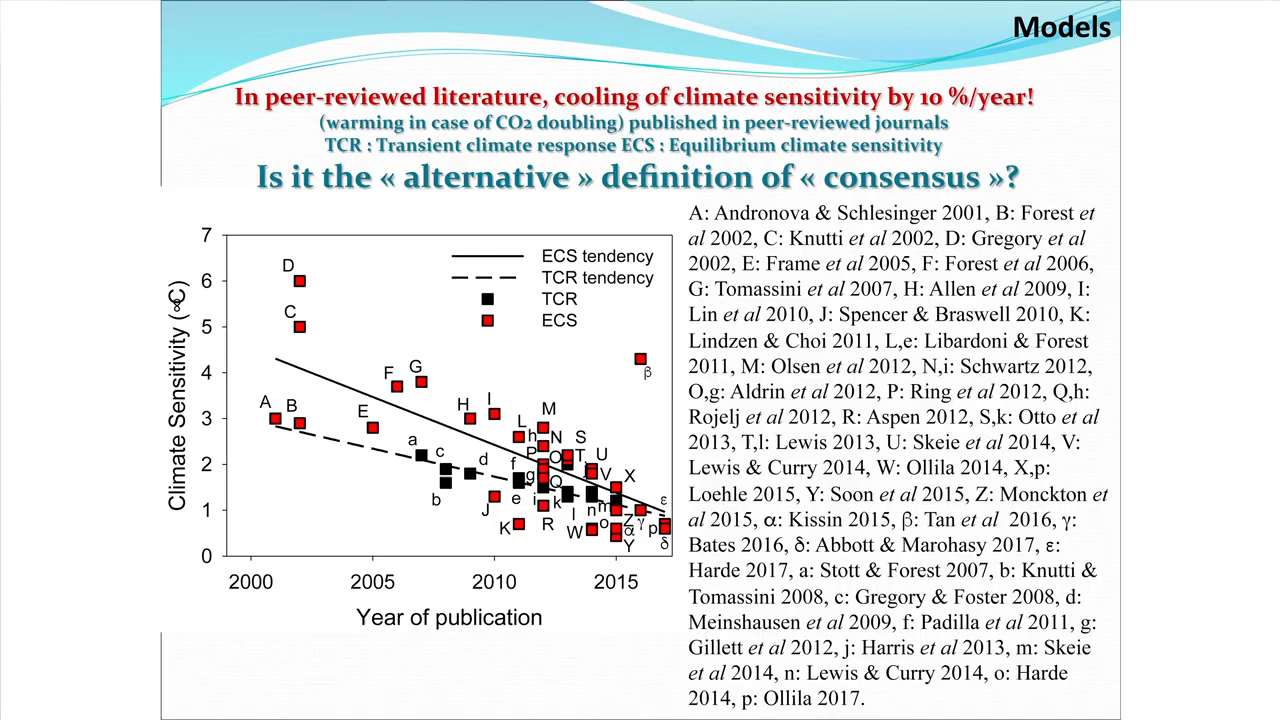 Models
In peer-reviewed literature, cooling of climate sensitivity by 10 %/year!
(warming in case of CO2 doubling) published in peer-reviewed journals
TCR : Transient climate response ECS : Equilibrium climate sensitivity
Is it the « alternative » definition of « consensus »?
7
6
5
4
3
2
1
0
Climate Sensitivity (°C)
2000 2005 2010 2015
Year of publication
ECS tendency
TCR tendency
TCR
ECS
D
C
A
B
E
F
G
H
I
L
M
h
N
S
P
O
T
U
a
c
b
d
f
g
Q
V
X
J
e
i
k
K
R
l
W
n
m
o
Z
α
Y
γ
p
ε
δ
β
A: Andronova & Schlesinger 2001, B: Forest et
al 2002, C: Knutti et al 2002, D: Gregory et al
2002, E: Frame et al 2005, F: Forest et al 2006,
G: Tomassini et al 2007, H: Allen et al 2009, I:
Lin et al 2010, J: Spencer & Braswell 2010, K:
Lindzen & Choi 2011, L,e: Libardoni & Forest
2011, M: Olsen et al 2012, N,i: Schwartz 2012,
O,g: Aldrin et al 2012, P: Ring et al 2012, Q,h:
Rojelj et al 2012, R: Aspen 2012, S,k: Otto et al
2013, T,l: Lewis 2013, U: Skeie et al 2014, V:
Lewis & Curry 2014, W: Ollila 2014, X,p:
Loehle 2015, Y: Soon et al 2015, Z: Monckton et
al 2015, α: Kissin 2015, β: Tan et al 2016, γ:
Bates 2016, δ: Abbott & Marohasy 2017, ε:
Harde 2017, a: Stott & Forest 2007, b: Knutti &
Tomassini 2008, c: Gregory & Foster 2008, d:
Meinshausen et al 2009, f: Padilla et al 2011, g:
Gillett et al 2012, j: Harris et al 2013, m: Skeie
et al 2014, n: Lewis & Curry 2014, o: Harde
2014, p: Ollila 2017.